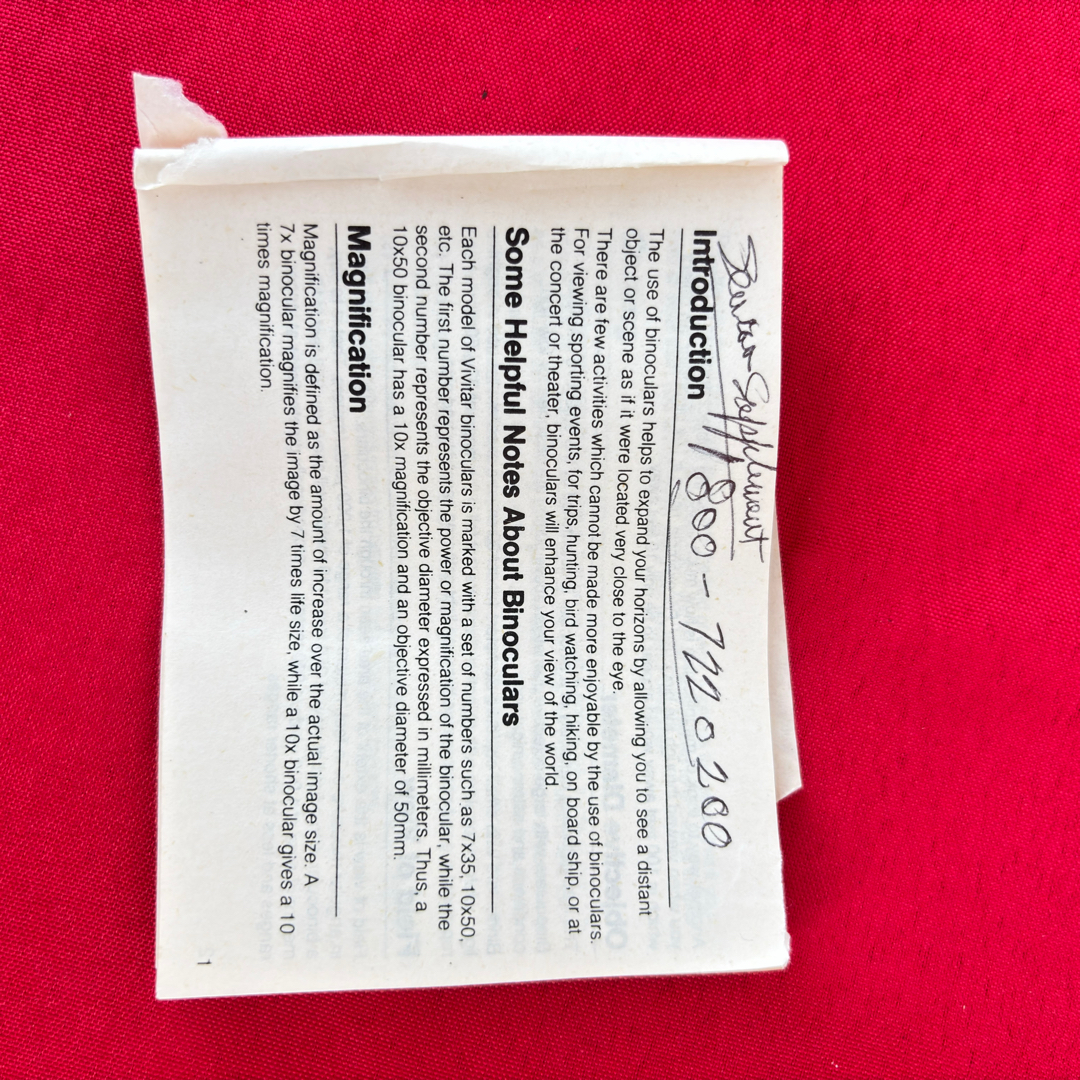 Supplement
800-722 0200
Introduction
The use of binoculars helps to expand your horizons by allowing you to see a distant
object or scene as if it were located very close to the eye.
There are few activities which cannot be made more enjoyable by the use of binoculars.
For viewing sporting events, for trips, hunting, bird watching, hiking, on board ship, or at
the concert or theater, binoculars will enhance your view of the world.
Some Helpful Notes About Binoculars
Each model of Vivitar binoculars is marked with a set of numbers such as 7x35, 10x50,
etc. The first number represents the power or magnification of the binocular, while the
second number represents the objective diameter expressed in millimeters. Thus, a
10x50 binocular has a 10x magnification and an objective diameter of 50mm.
Magnification
Magnification is defined as the amount of increase over the actual image size. A
7x binocular magnifies the image by 7 times life size, while a 10x binocular gives a 10
times magnification.
1